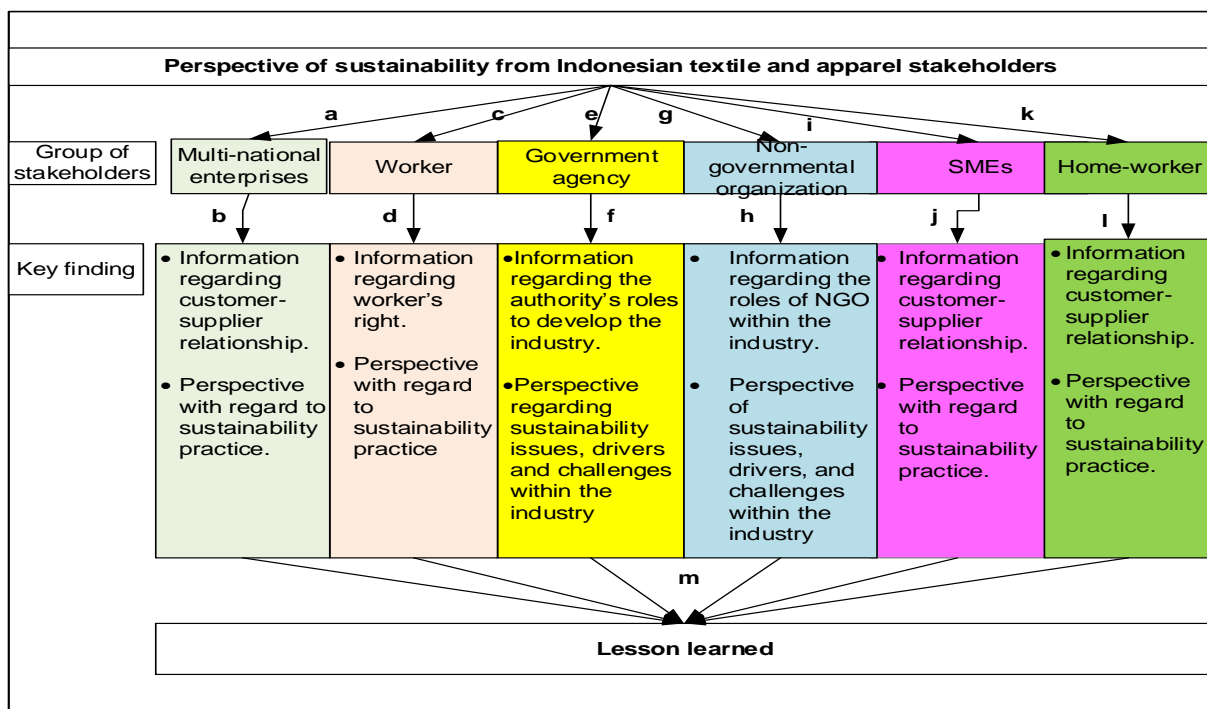 Perspective of sustainability from Indonesian textile and apparel stakeholders
a
c
e
g
i
k
Group of
stakeholders
Multi-national
enterprises
Worker
Government
agency
Non-
governmental
organization
SMEs
Home-worker
b
d
f
h
j
l
Key finding
• Information
regarding
customer-
supplier
relationship.
• Perspective
with regard to
sustainability
practice.
• Information
regarding
worker's
right.
• Perspective
with regard
to
sustainability
practice
•Information
regarding the
authority's roles
to develop the
industry.
•Perspective
regarding
sustainability
issues, drivers
and challenges
within the
industry
• Information
regarding the
roles of NGO
within the
industry.
• Perspective
of
sustainability
issues,
drivers, and
challenges
within the
industry
• Information
regarding
customer-
supplier
relationship.
• Perspective
with regard
to
sustainability
practice.
• Information
regarding
customer-
supplier
relationship.
• Perspective
with regard
to
sustainability
practice.
m
Lesson learned